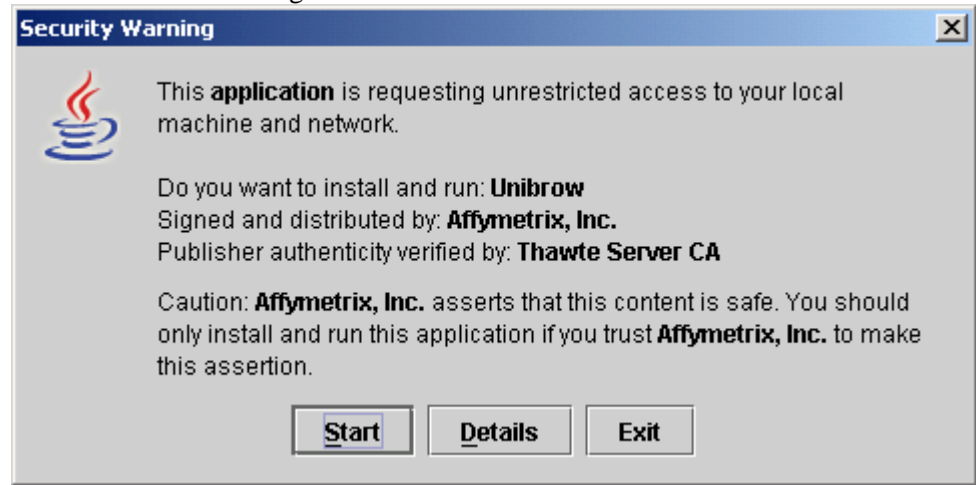 Security Warning
This application is requesting unrestricted access to your local
machine and network.
Do you want to install and run: Unibrow
Signed and distributed by: Affymetrix, Inc.
Publisher authenticity verified by: Thawte Server CA
Caution: Affymetrix, Inc. asserts that this content is safe. You should
only install and run this application if you trust Affymetrix, Inc. to make
this assertion.
Start Details Exit